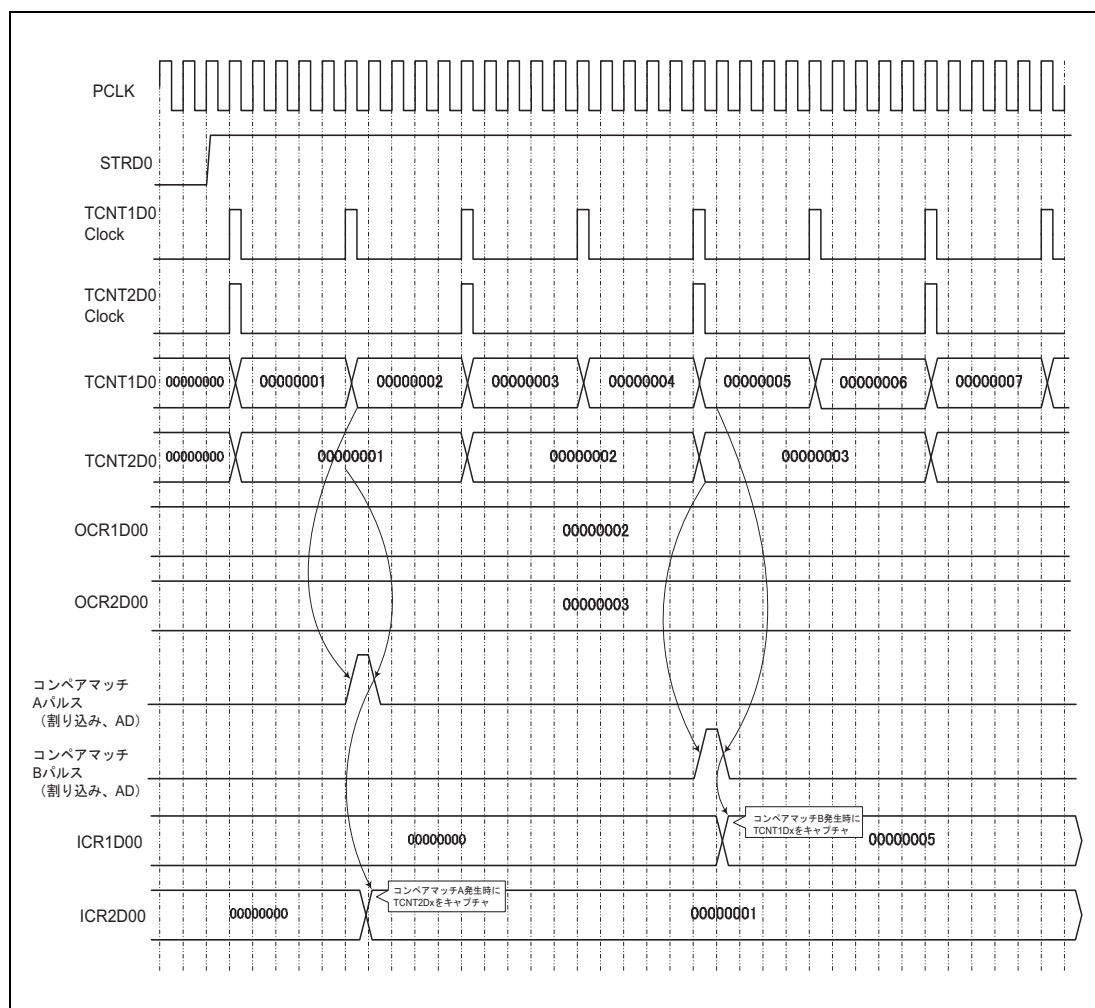 PCLK
STRD0
TCNT1D0
Clock
TCNT2D0
Clock
TCNT1D0
00000000
00000001
00000002
00000003
00000004
00000005
00000006
00000007
TCNT2D0
00000000
00000001
00000002
00000003
OCR1D00
00000002
OCR2D00
00000003
コンペアマッチ
Aパルス
（割り込み、AD）
コンペアマッチ
Bパルス
（割り込み、AD）
コンペアマッチB発生時に
TCNT1Dxをキャプチャ
ICR1D00
00000000
00000005
コンペアマッチA発生時に
TCNT2Dxをキャプチャ
ICR2D00
00000000
00000001